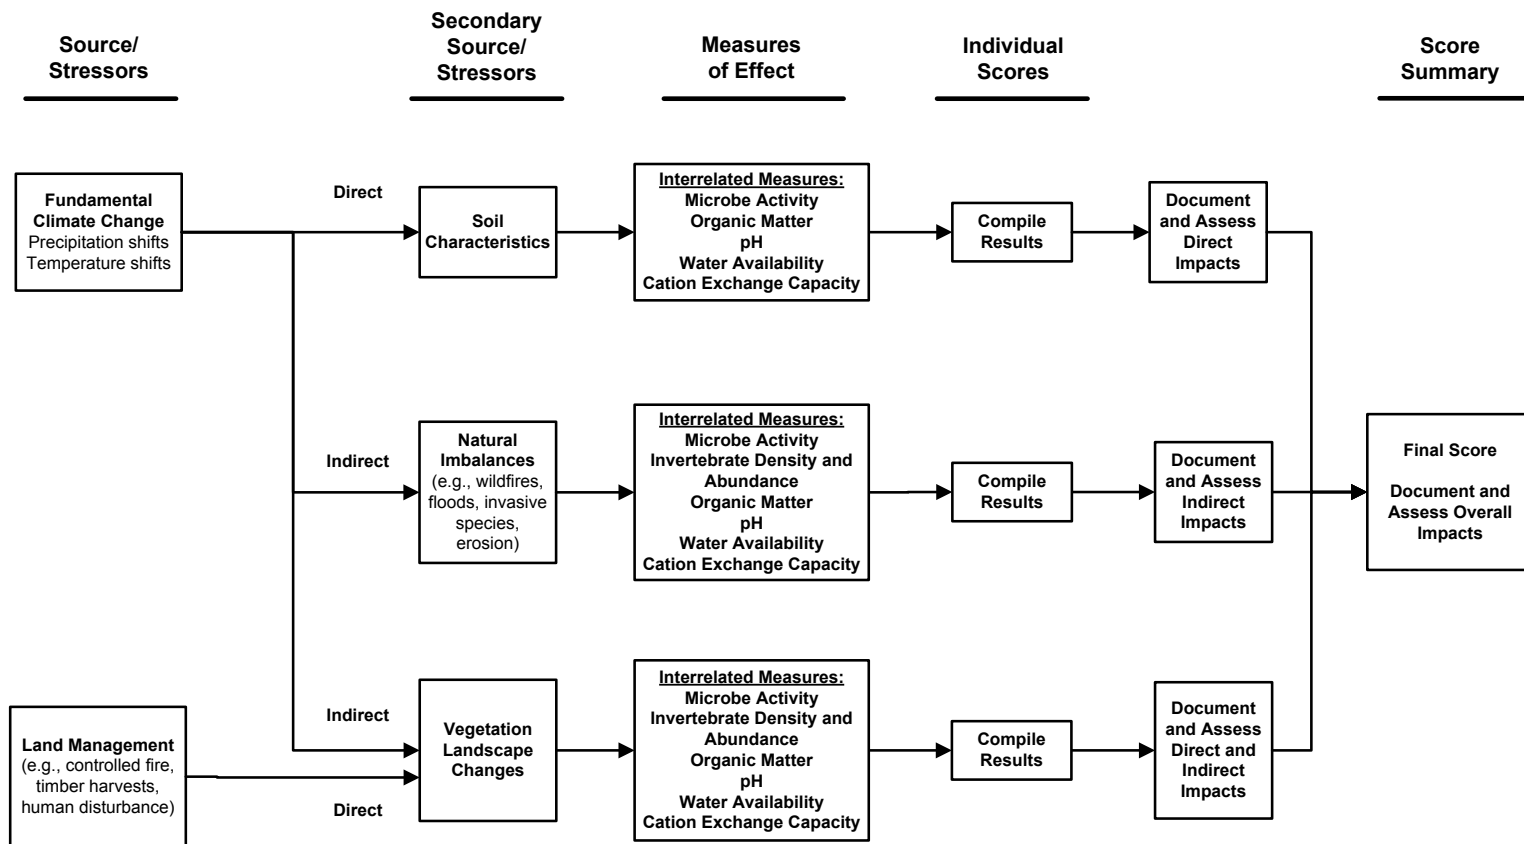 Source/
Stressors
Secondary
Source/
Stressors
Measures
of Effect
Individual
Scores
Score
Summary
Fundamental
Climate Change
Precipitation shifts
Temperature shifts
Direct
Soil
Characteristics
Interrelated Measures:
Microbe Activity
Organic Matter
pH
Water Availability
Cation Exchange Capacity
Compile
Results
Document
and Assess
Direct
Impacts
Indirect
Natural
Imbalances
(e.g., wildfires,
floods, invasive
species,
erosion)
Interrelated Measures:
Microbe Activity
Invertebrate Density and
Abundance
Organic Matter
pH
Water Availability
Cation Exchange Capacity
Compile
Results
Document
and Assess
Indirect
Impacts
Final Score
Document and
Assess Overall
Impacts
Land Management
(e.g., controlled fire,
timber harvests,
human disturbance)
Indirect
Direct
Vegetation
Landscape
Changes
Interrelated Measures:
Microbe Activity
Invertebrate Density and
Abundance
Organic Matter
pH
Water Availability
Cation Exchange Capacity
Compile
Results
Document
and Assess
Direct and
Indirect
Impacts